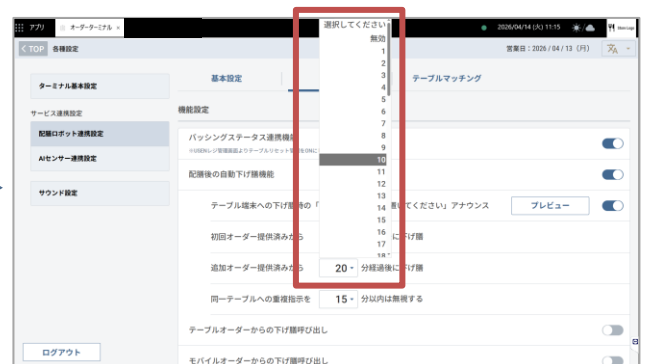 アプリ オーダーターミナル ×
2026/04/14 (火) 11:15
< TOP 各種設定
営業日:2026 / 04 / 13 (月)
ターミナル基本設定
サービス連携設定
配膳ロボット連携設定
AIセンサー連携設定
サウンド設定
ログアウト
基本設定
テーブルマッチング
機能設定
バッシングステータス連携機能
配膳後の自動下げ膳機能
テーブル端末への下げ膳時の「
ください」アナウンス
プレビュー
初回オーダー提供済みから
に下げ膳
追加オーダー提供済みから 20 分経過後に下げ膳
同一テーブルへの重複指示を 15 分以内は無視する
テーブルオーダーからの下げ膳呼び出し
モバイルオーダーからの下げ膳呼び出し
選択してください
無効
1
2
3
4
5
6
7
8
9
10
11
12
13
14
15
16
17
18